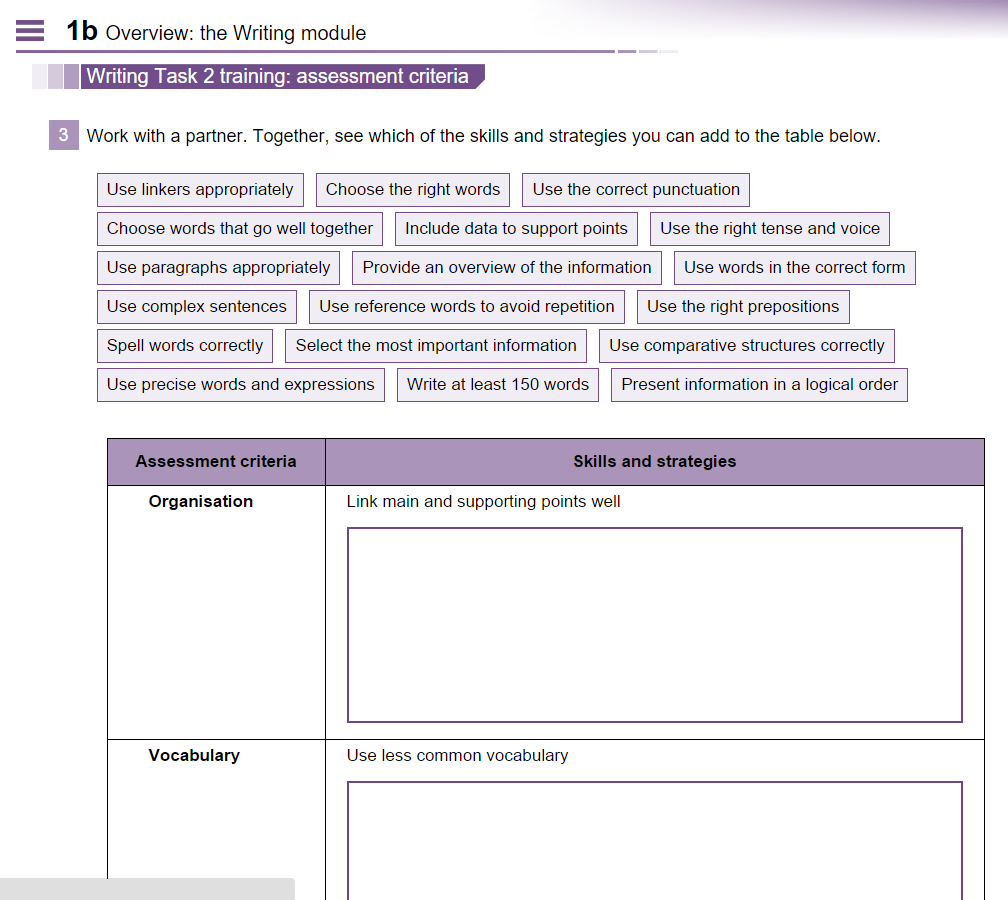 1b Overview: the Writing module
Writing Task 2 training: assessment criteria
3 Work with a partner. Together, see which of the skills and strategies you can add to the table below.
Use linkers appropriately Choose the right words Use the correct punctuation
Choose words that go well together Include data to support points Use the right tense and voice
Use paragraphs appropriately Provide an overview of the information Use words in the correct form
Use complex sentences Use reference words to avoid repetition Use the right prepositions
Spell words correctly Select the most important information Use comparative structures correctly
Use precise words and expressions Write at least 150 words Present information in a logical order
Assessment criteria Skills and strategies
Organisation Link main and supporting points well
Vocabulary Use less common vocabulary